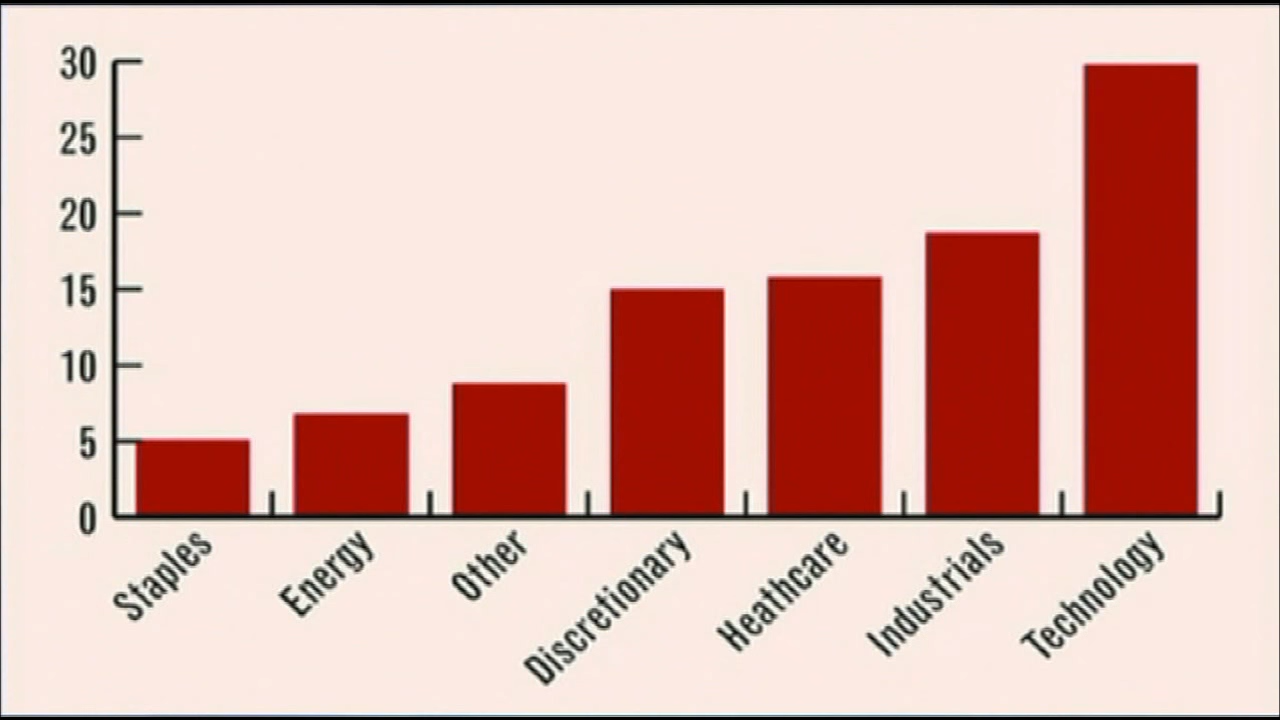 30
25
20
15
10
5
0
Staples
Energy
Other
Discretionary
Heathcare
Industrials
Technology